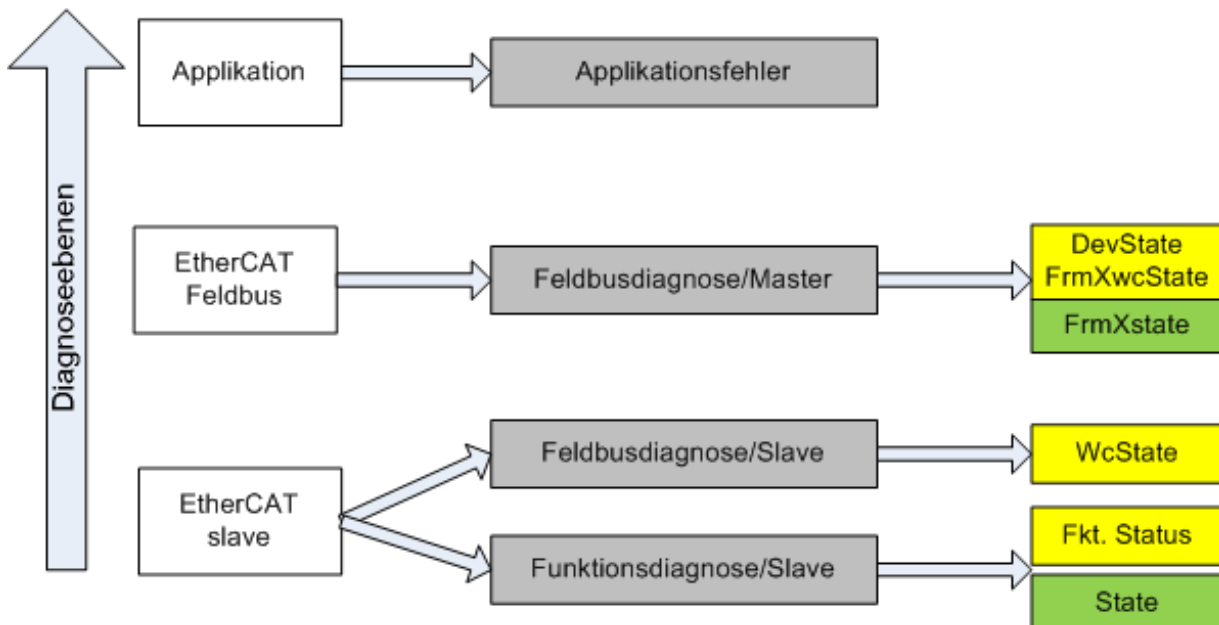 Diagnoseebenen
Applikation
Applikationsfehler
EtherCAT
Feldbus
Feldbusdiagnose/Master
DevState
FrmXwcState
FrmXstate
EtherCAT
slave
Feldbusdiagnose/Slave
WcState
Funktionsdiagnose/Slave
Fkt. Status
State